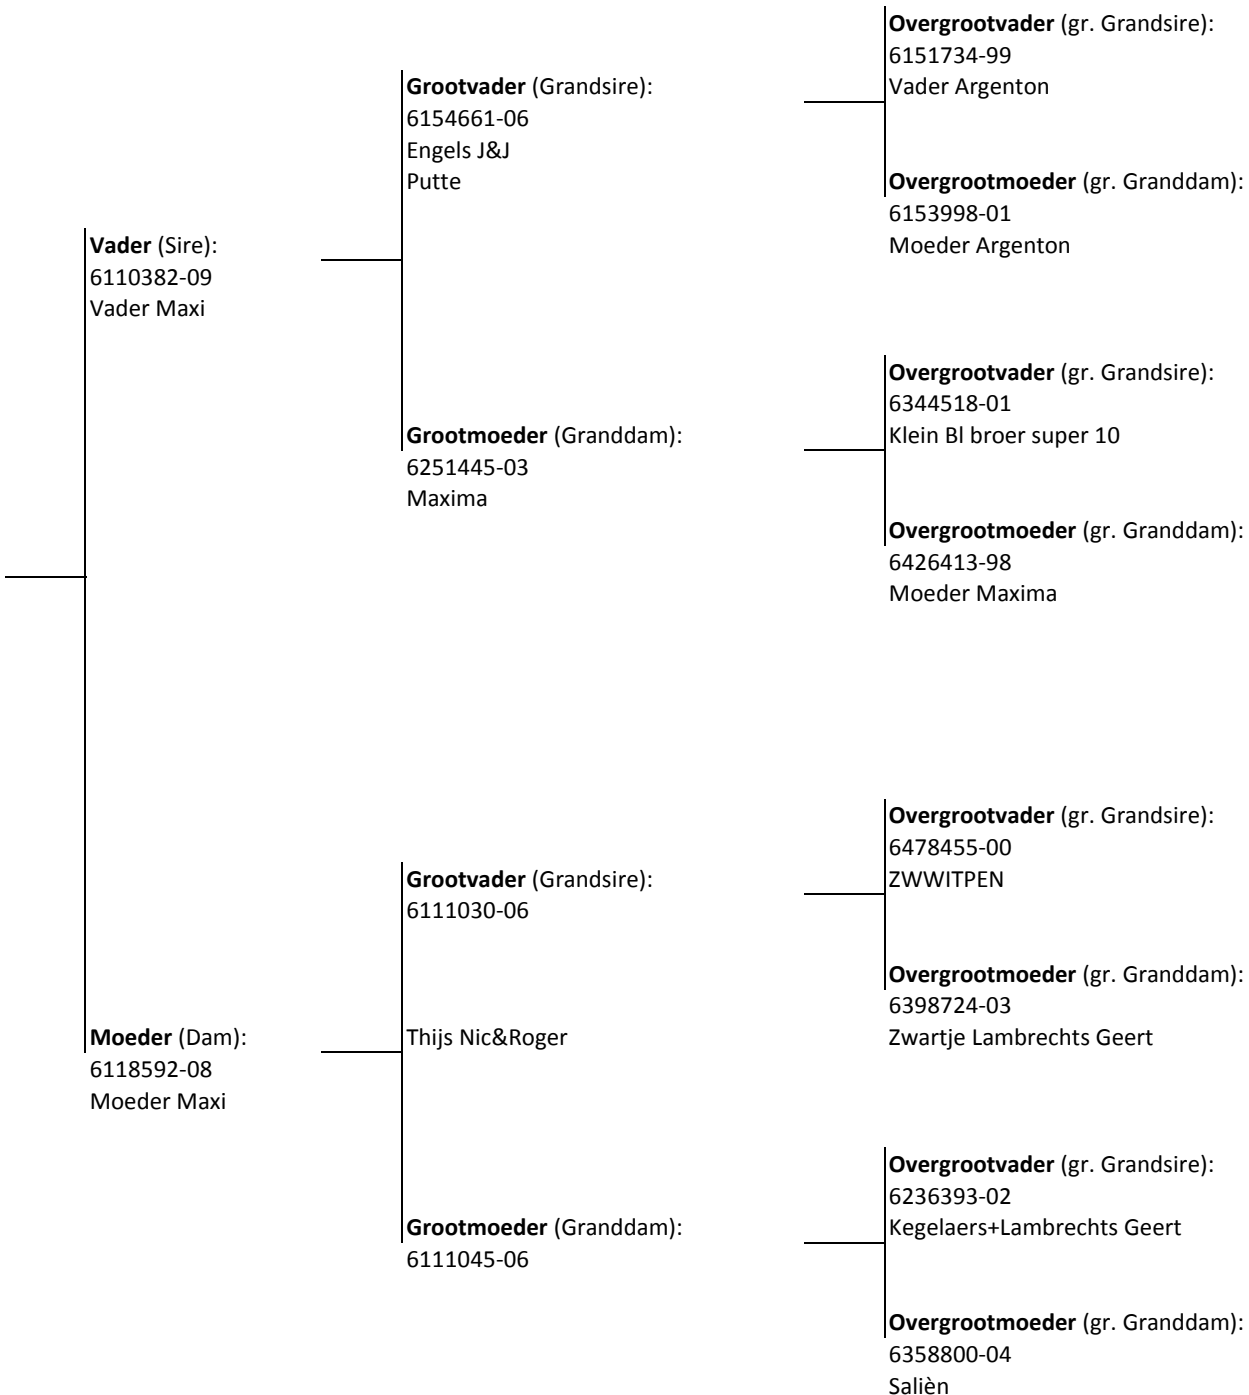 Overgrootvader (gr. Grandsire):
6151734-99
Vader Argenton
Grootvader (Grandsire):
6154661-06
Engels J&J
Putte
Overgrootmoeder (gr. Granddam):
6153998-01
Moeder Argenton
Vader (Sire):
6110382-09
Vader Maxi
Overgrootvader (gr. Grandsire):
6344518-01
Klein Bl broer super 10
Grootmoeder (Granddam):
6251445-03
Maxima
Overgrootmoeder (gr. Granddam):
6426413-98
Moeder Maxima
Overgrootvader (gr. Grandsire):
6478455-00
ZWWITPEN
Grootvader (Grandsire):
6111030-06
Overgrootmoeder (gr. Granddam):
6398724-03
Zwartje Lambrechts Geert
Moeder (Dam):
6118592-08
Moeder Maxi
Thijs Nic&Roger
Overgrootvader (gr. Grandsire):
6236393-02
Kegelaers+Lambrechts Geert
Grootmoeder (Granddam):
6111045-06
Overgrootmoeder (gr. Granddam):
6358800-04
Salièn